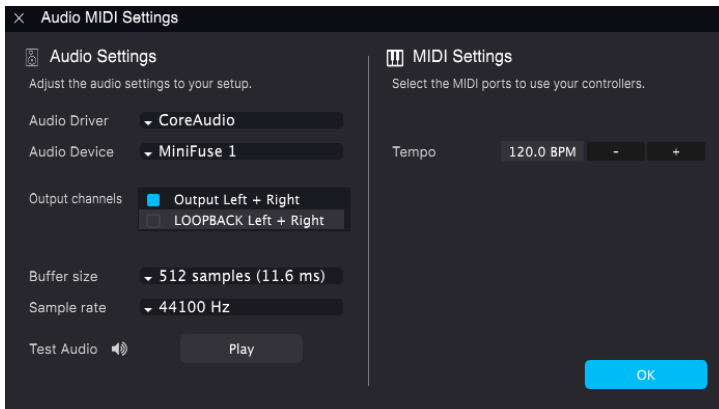 Audio MIDI Settings
Audio Settings
Adjust the audio settings to your setup.
Audio Driver CoreAudio
Audio Device MiniFuse 1
Output channels Output Left + Right
LOOPBACK Left + Right
Buffer size 512 samples (11.6 ms)
Sample rate 44100 Hz
Test Audio Play
MIDI Settings
Select the MIDI ports to use your controllers.
Tempo 120.0 BPM - +
OK